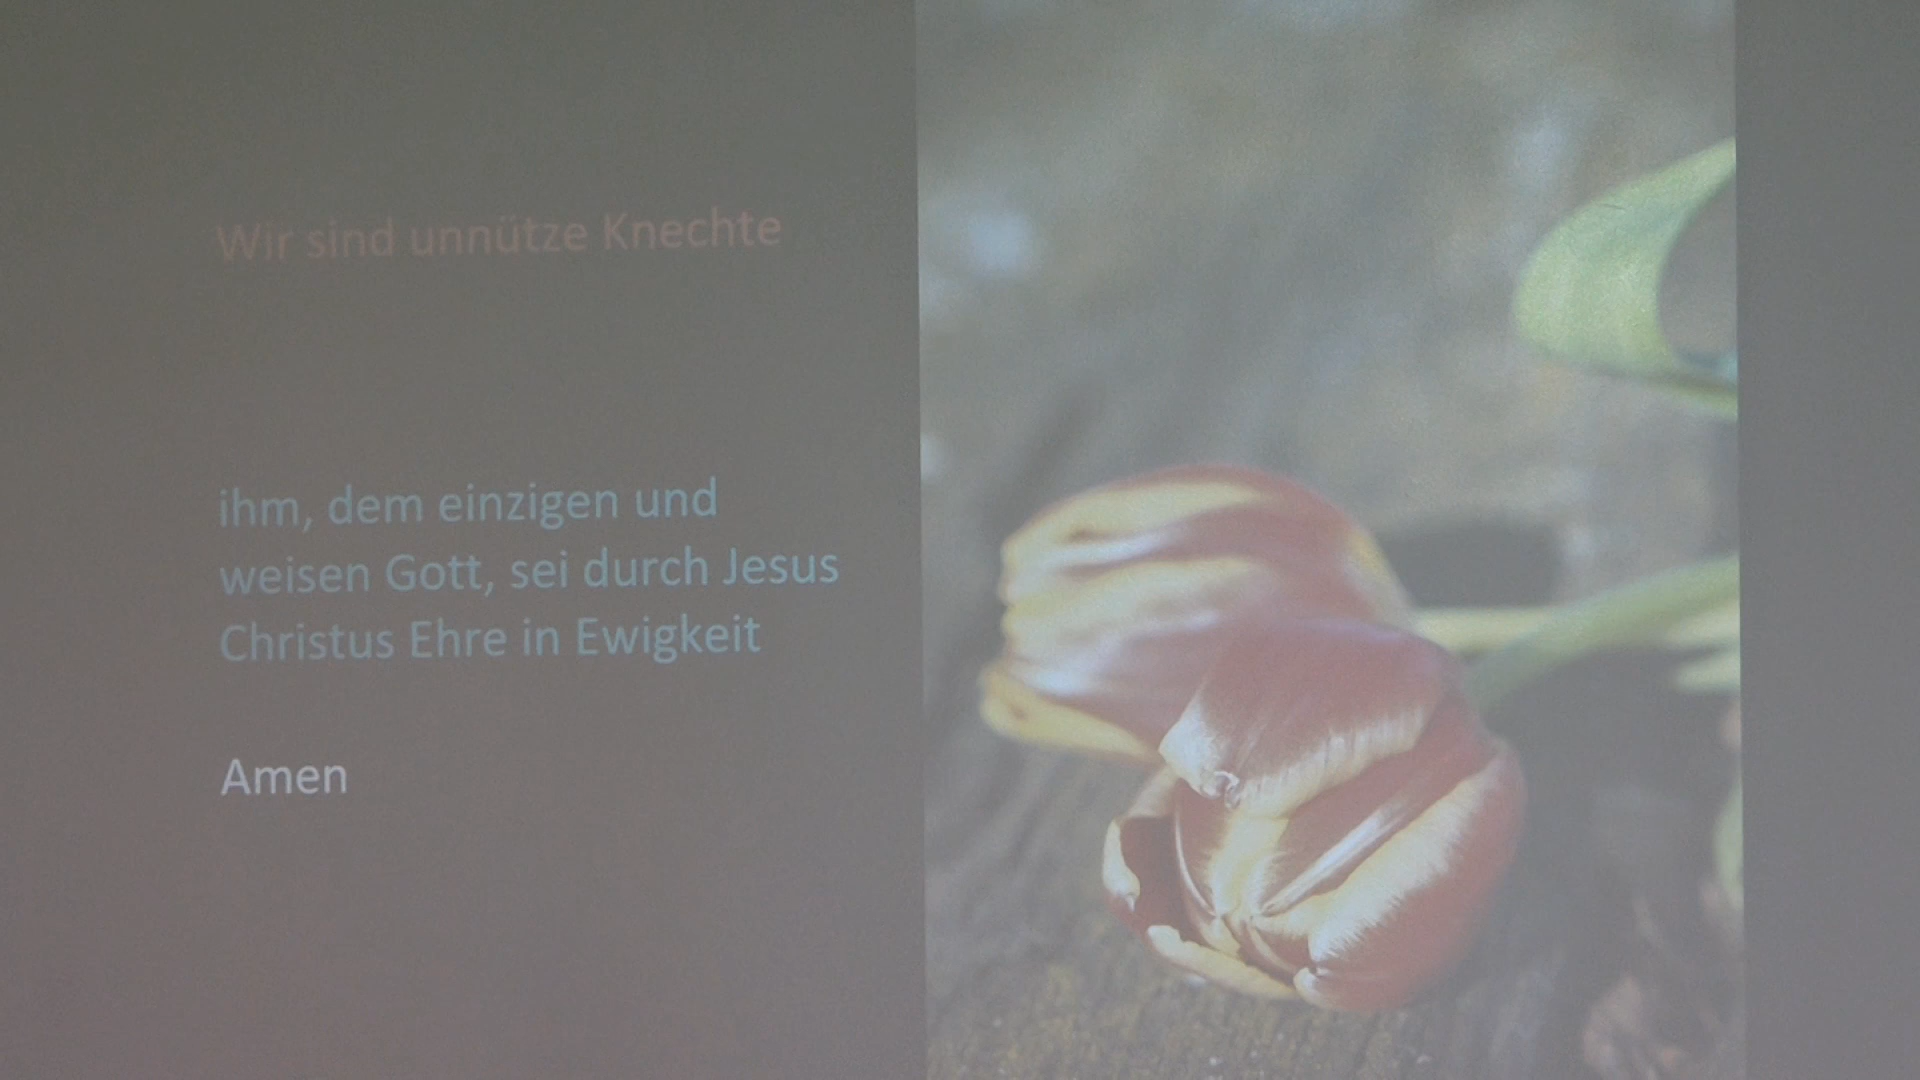 Wir sind unnütze Knechte
ihm, dem einzigen und
weisen Gott, sei durch Jesus
Christus Ehre in Ewigkeit
Amen